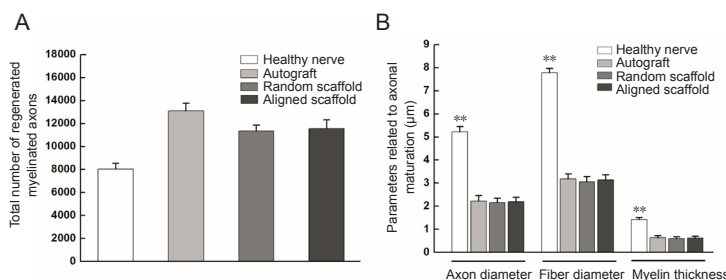 A
Total number of regenerated
myelinated axons
18000
16000
14000
12000
10000
8000
6000
4000
2000
0
Healthy nerve
Autograft
Random scaffold
Aligned scaffold
B
Parameters related to axonal
maturation (μm)
9
8
7
6
5
4
3
2
1
0
**
**
**
Healthy nerve
Autograft
Random scaffold
Aligned scaffold
Axon diameter
Fiber diameter
Myelin thickness